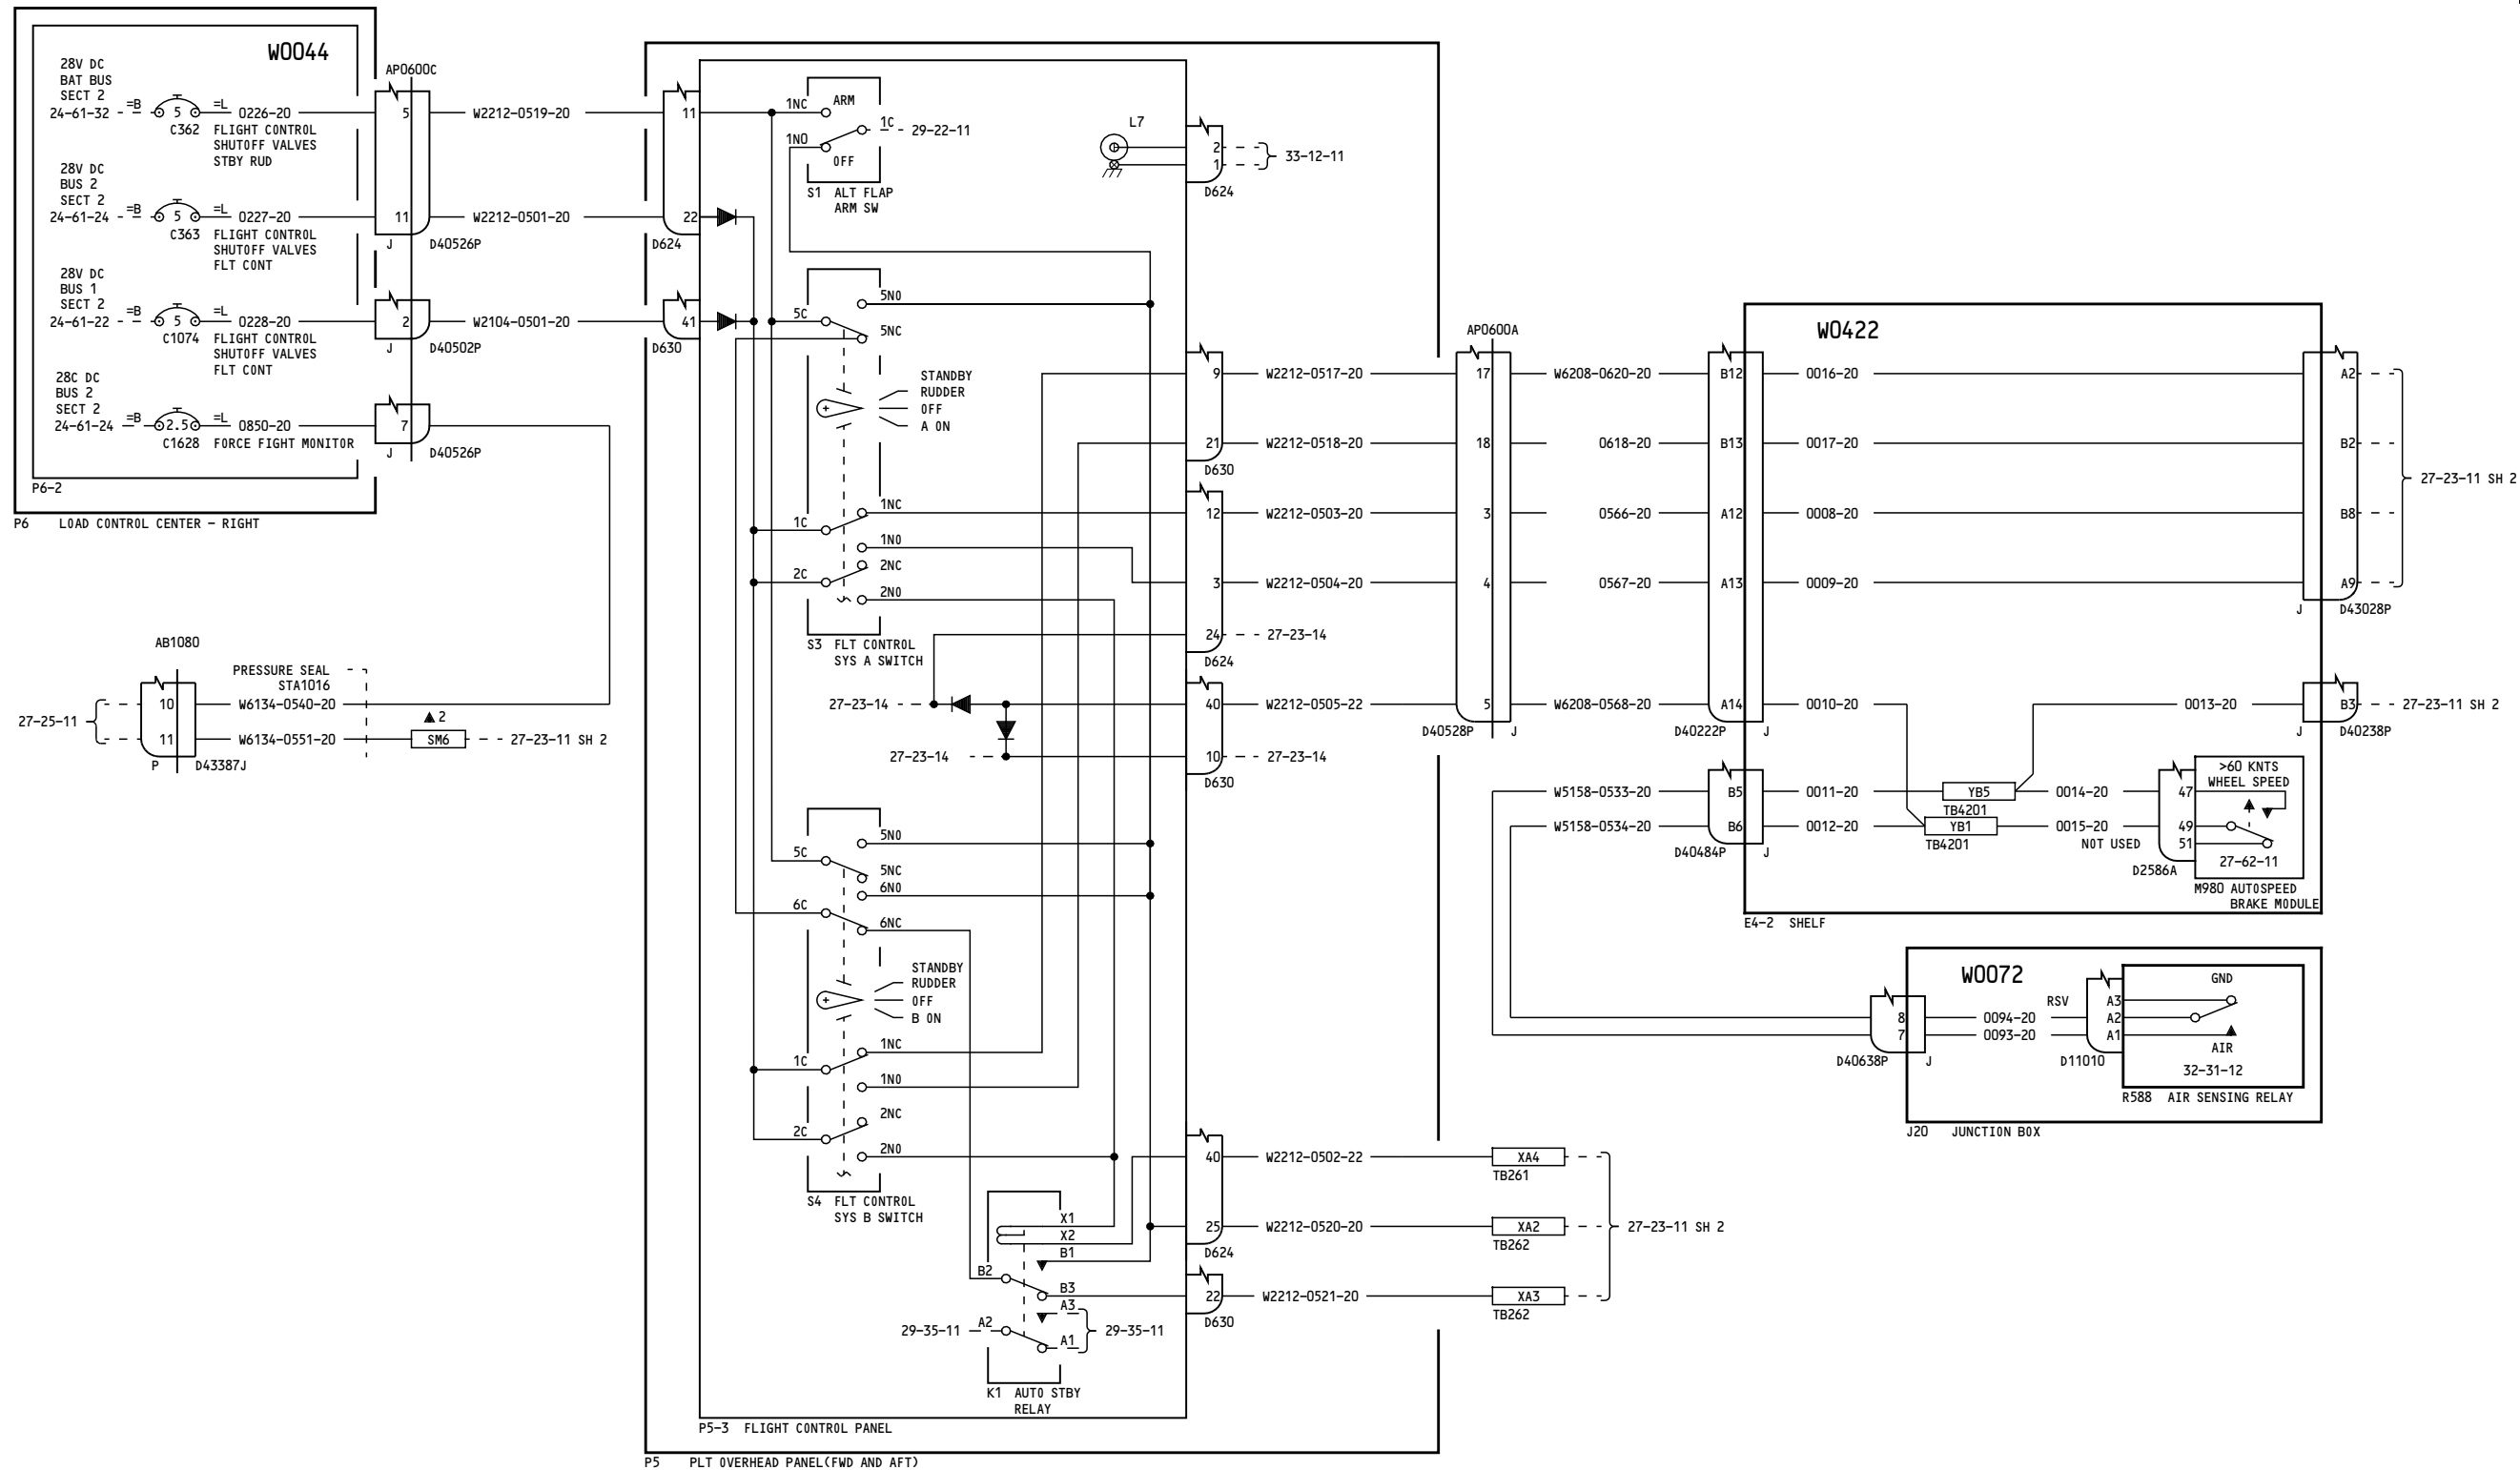 W0044
28V DC
BAT BUS
SECT 2
24-61-32
=B
5
=L
0226-20
C362
FLIGHT CONTROL
SHUTOFF VALVES
STBY RUD
28V DC
BUS 2
SECT 2
24-61-24
=B
5
=L
0227-20
C363
FLIGHT CONTROL
SHUTOFF VALVES
FLT CONT
28V DC
BUS 1
SECT 2
24-61-22
=B
5
=L
0228-20
C1074
FLIGHT CONTROL
SHUTOFF VALVES
FLT CONT
28C DC
BUS 2
SECT 2
24-61-24
=B
2.5
=L
0850-20
C1628
FORCE FIGHT MONITOR
P6-2
P6 LOAD CONTROL CENTER - RIGHT
AP0600C
5
W2212-0519-20
11
W2212-0501-20
J
D40526P
2
W2104-0501-20
J
D40502P
7
J
D40526P
AB1080
PRESSURE SEAL
STA1016
27-25-11
10
W6134-0540-20
11
W6134-0551-20
P
D43387J
2
SM6
27-23-11 SH 2
11
22
D624
41
D630
1NC
ARM
1C
29-22-11
1NO
OFF
S1 ALT FLAP
ARM SW
L7
2
1
33-12-11
D624
5NO
5C
5NC
STANDBY
RUDDER
OFF
A ON
1NC
1C
1NO
2NC
2C
2NO
S3 FLT CONTROL
SYS A SWITCH
27-23-14
27-23-14
9
W2212-0517-20
21
W2212-0518-20
D630
12
W2212-0503-20
3
W2212-0504-20
24
27-23-14
D624
40
W2212-0505-22
10
27-23-14
D630
5NO
5C
5NC
6NO
6C
6NC
STANDBY
RUDDER
OFF
B ON
1NC
1C
1NO
2NC
2C
2NO
S4 FLT CONTROL
SYS B SWITCH
X1
X2
B1
B2
B3
A3
A2
A1
29-35-11
29-35-11
K1 AUTO STBY
RELAY
40
W2212-0502-22
XA4
TB261
25
W2212-0520-20
XA2
TB262
D624
22
W2212-0521-20
XA3
TB262
D630
27-23-11 SH 2
P5-3 FLIGHT CONTROL PANEL
P5 PLT OVERHEAD PANEL(FWD AND AFT)
AP0600A
17
W6208-0620-20
18
0618-20
3
0566-20
4
0567-20
5
W6208-0568-20
D40528P
J
W0422
B12
0016-20
B13
0017-20
A12
0008-20
A13
0009-20
A14
0010-20
D40222P
J
A2
B2
B8
A9
27-23-11 SH 2
J
D43028P
0013-20
B3
27-23-11 SH 2
J
D40238P
W5158-0533-20
B5
0011-20
YB5
TB4201
0014-20
W5158-0534-20
B6
0012-20
YB1
TB4201
0015-20
NOT USED
D40484P
J
47
49
51
D2586A
>60 KNTS
WHEEL SPEED
27-62-11
M980 AUTOSPEED
BRAKE MODULE
E4-2 SHELF
W0072
8
0094-20
7
0093-20
D40638P
J
RSV
A3
A2
A1
D11010
GND
AIR
32-31-12
R588 AIR SENSING RELAY
J20 JUNCTION BOX